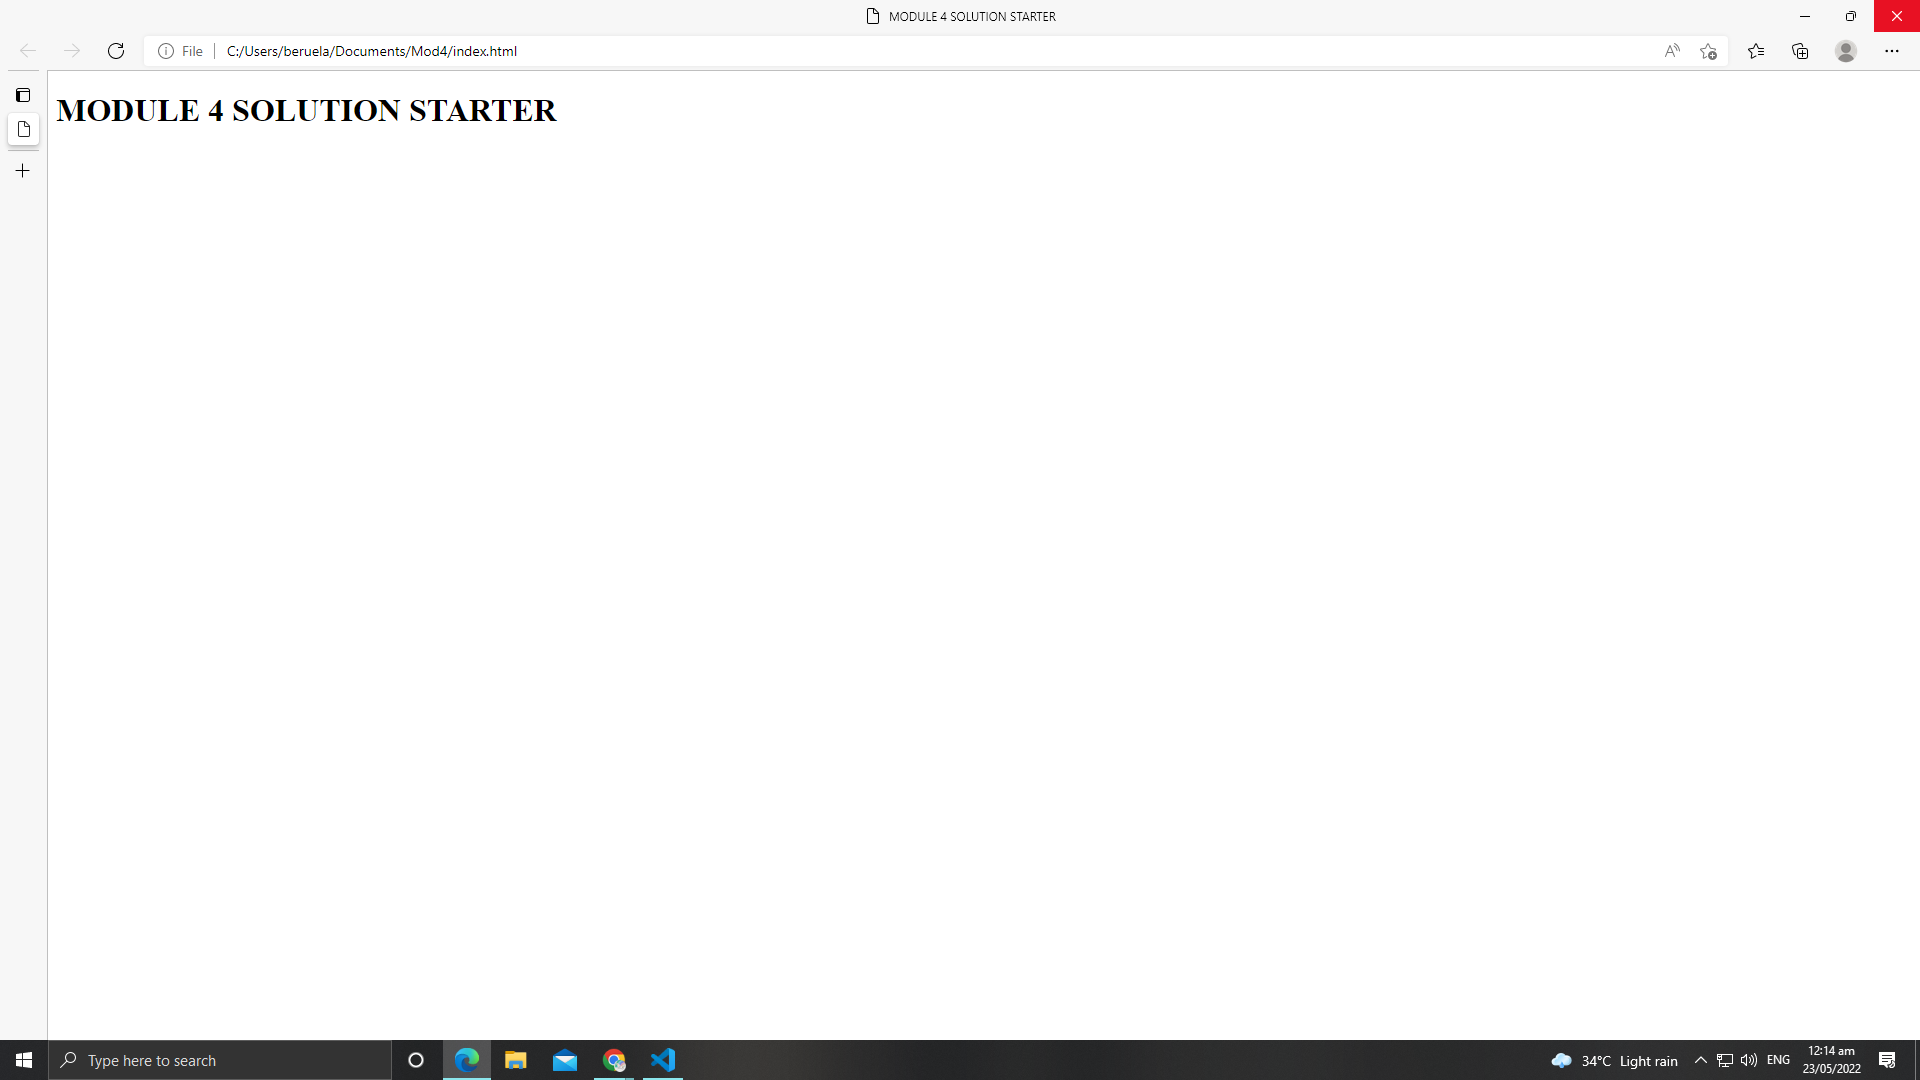 MODULE 4 SOLUTION STARTER
File
C:/Users/beruela/Documents/Mod4/index.html
MODULE 4 SOLUTION STARTER
Type here to search
34°C Light rain
ENG
12:14 am
23/05/2022